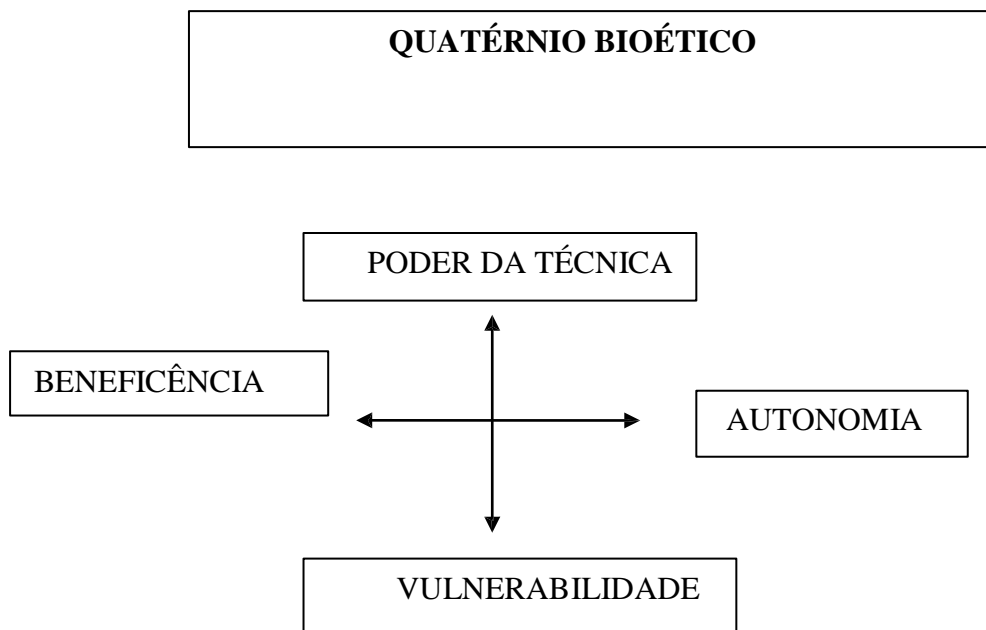 QUATÉRNIO BIOÉTICO
PODER DA TÉCNICA
BENEFICÊNCIA
AUTONOMIA
VULNERABILIDADE